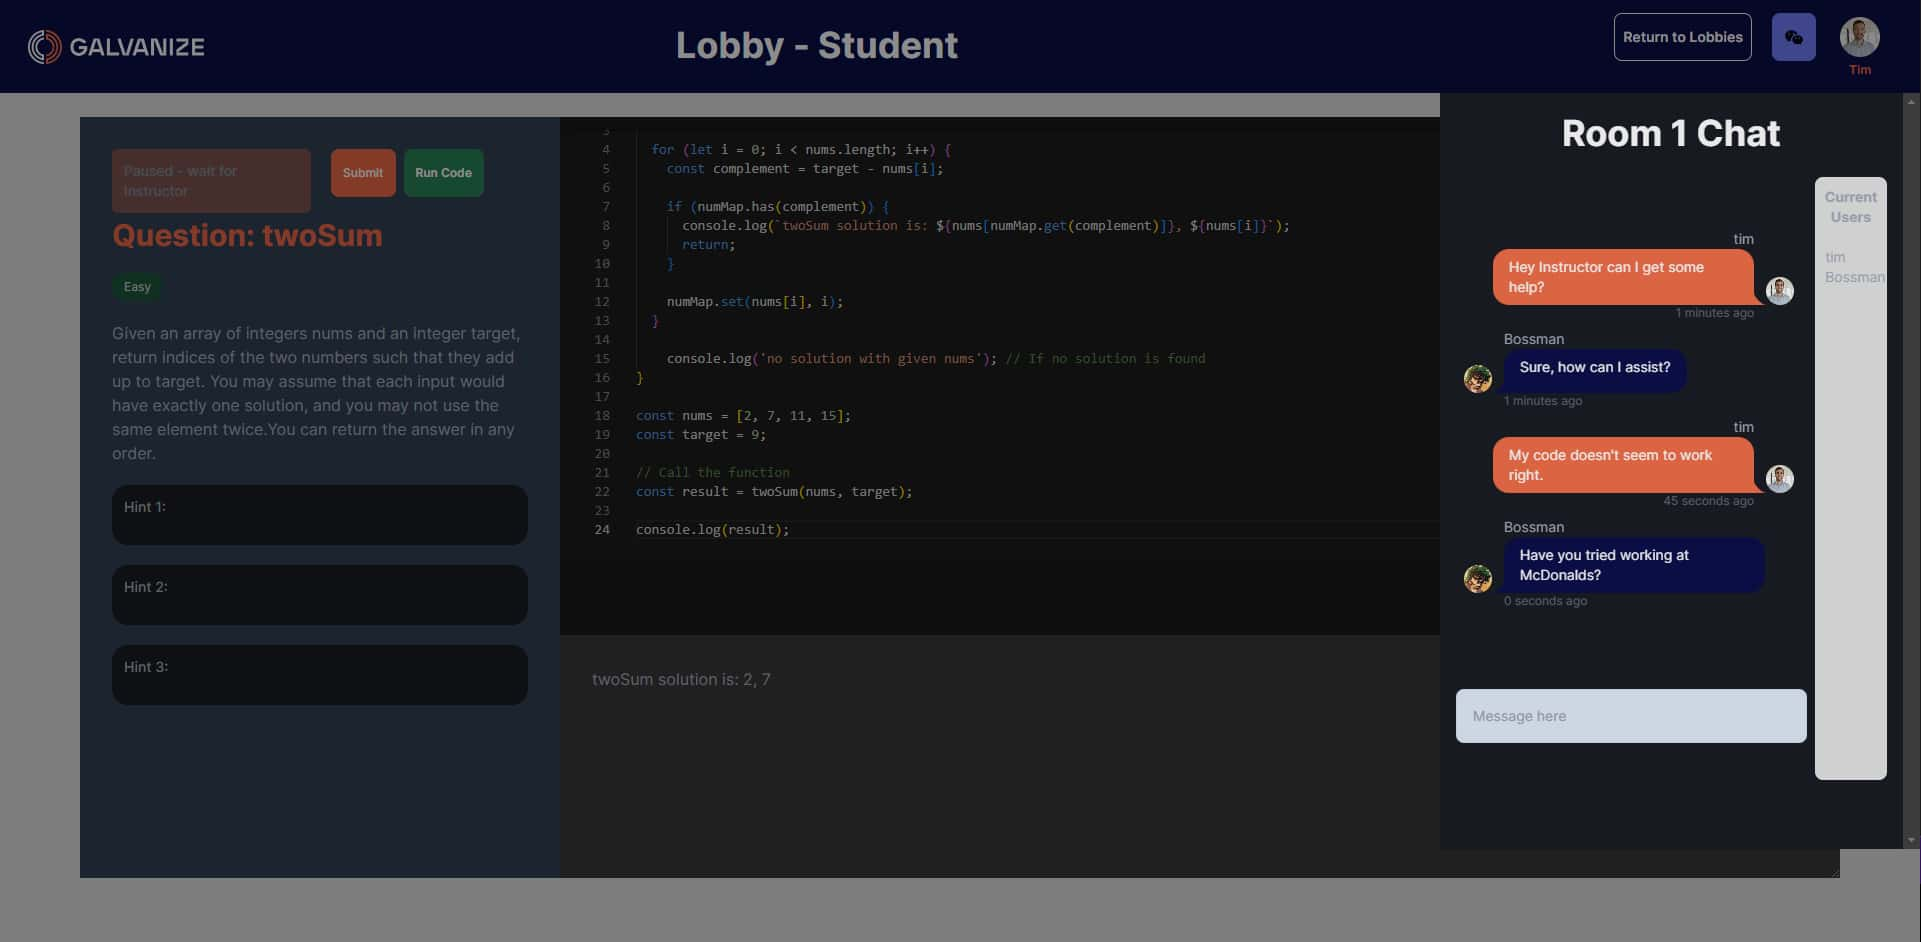 GALVANIZE
Lobby - Student
Return to Lobbies
Tim
Paused - wait for
Instructor
Submit
Run Code
Question: twoSum
Easy
Given an array of integers nums and an integer target,
return indices of the two numbers such that they add
up to target. You may assume that each input would
have exactly one solution, and you may not use the
same element twice.You can return the answer in any
order.
Hint 1:
Hint 2:
Hint 3:
3
4 for (let i = 0; i < nums.length; i++) {
5 const complement = target - nums[i];
6
7 if (numMap.has(complement)) {
8 console.log(`twoSum solution is: ${nums[numMap.get(complement)]}, ${nums[i]}`);
9 return;
10 }
11
12 numMap.set(nums[i], i);
13 }
14
15 console.log('no solution with given nums'); // If no solution is found
16 }
17
18 const nums = [2, 7, 11, 15];
19 const target = 9;
20
21 // Call the function
22 const result = twoSum(nums, target);
23
24 console.log(result);
twoSum solution is: 2, 7
Room 1 Chat
tim
Hey Instructor can I get some
help?
1 minutes ago
Bossman
Sure, how can I assist?
1 minutes ago
tim
My code doesn't seem to work
right.
45 seconds ago
Bossman
Have you tried working at
McDonalds?
0 seconds ago
Message here
Current
Users
tim
Bossman